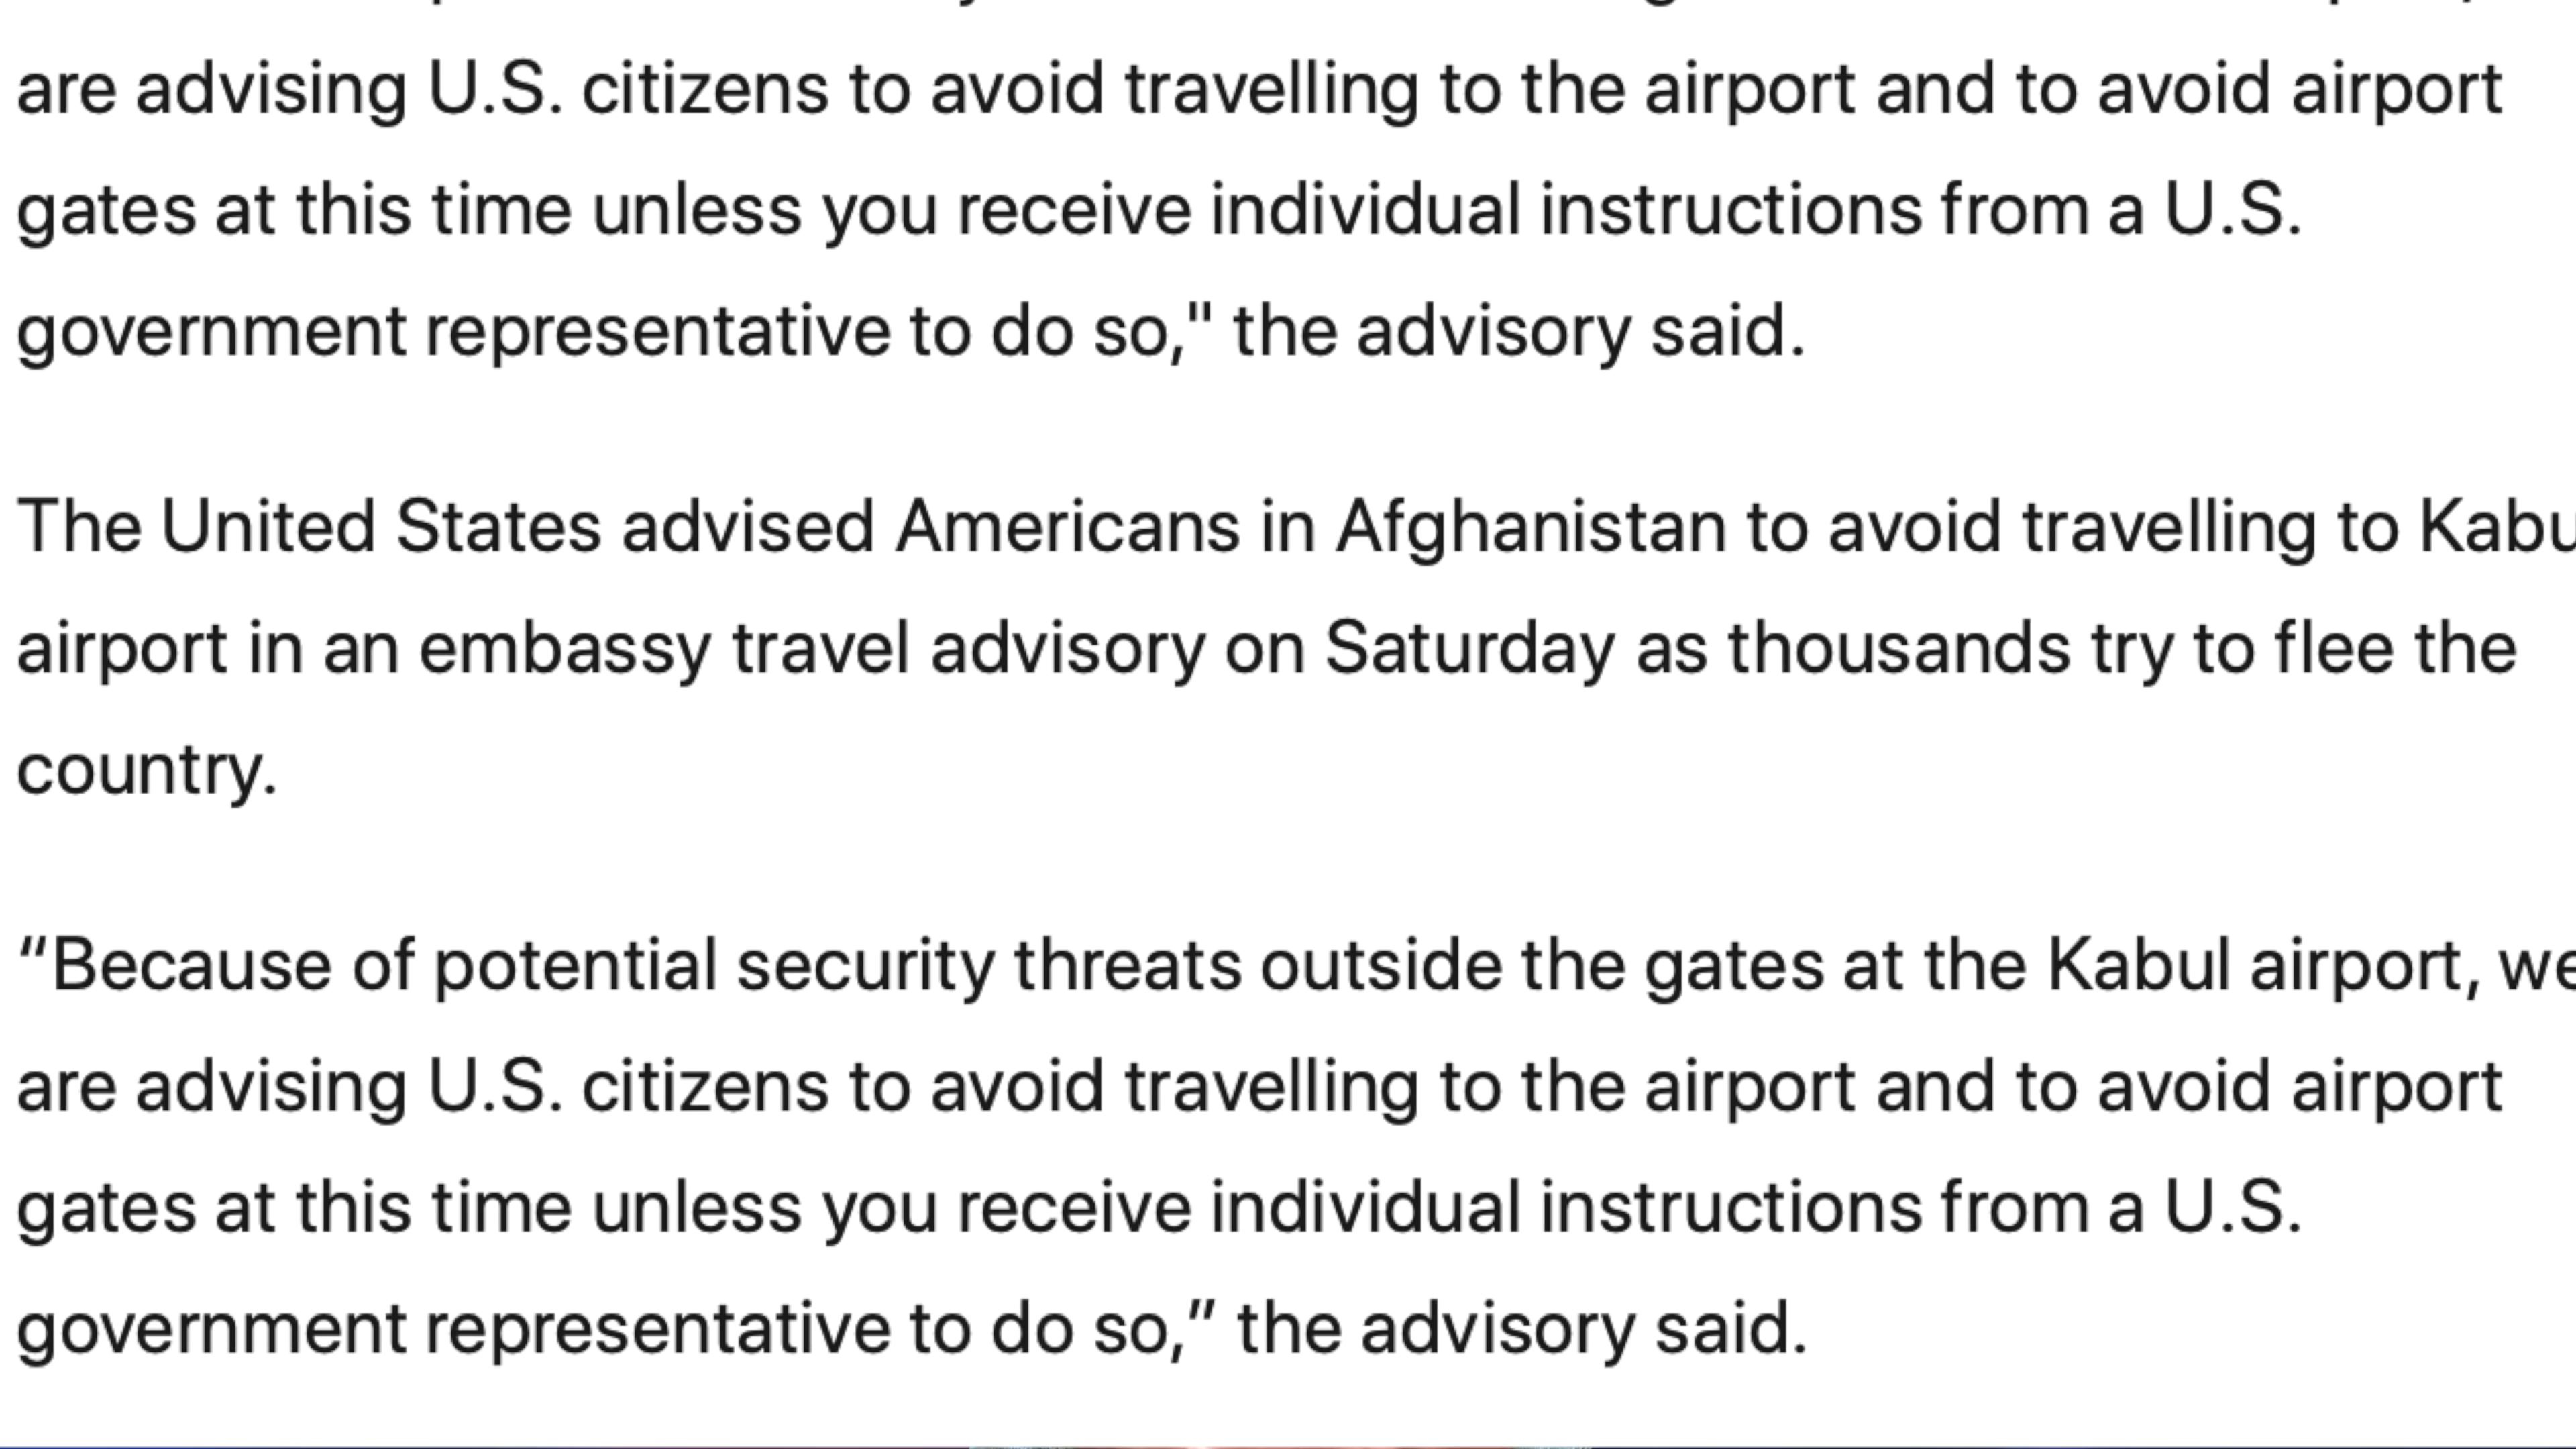 are advising U.S. citizens to avoid travelling to the airport and to avoid airport
gates at this time unless you receive individual instructions from a U.S.
government representative to do so," the advisory said.
The United States advised Americans in Afghanistan to avoid travelling to Kabu
airport in an embassy travel advisory on Saturday as thousands try to flee the
country.
“Because of potential security threats outside the gates at the Kabul airport, we
are advising U.S. citizens to avoid travelling to the airport and to avoid airport
gates at this time unless you receive individual instructions from a U.S.
government representative to do so,” the advisory said.